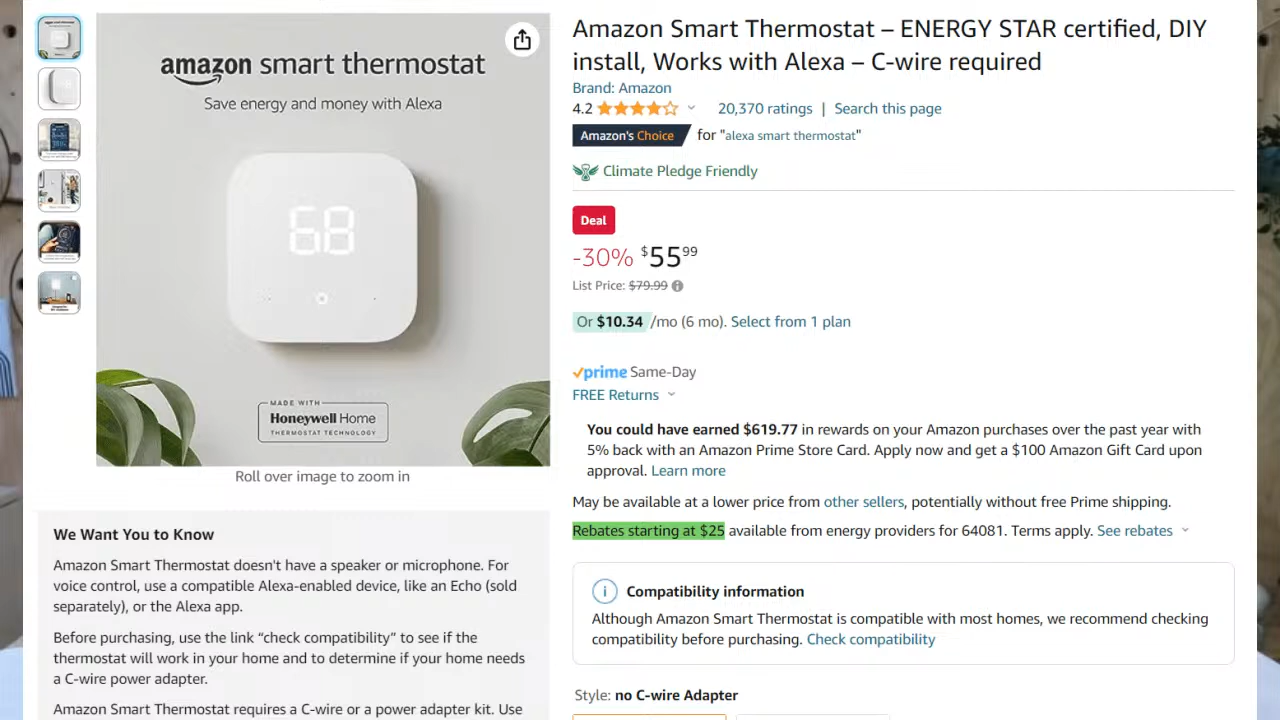 amazon smart thermostat
Save energy and money with Alexa
68
MADE WITH
Honeywell Home
THERMOSTAT TECHNOLOGY
Roll over image to zoom in
We Want You to Know
Amazon Smart Thermostat doesn't have a speaker or microphone. For
voice control, use a compatible Alexa-enabled device, like an Echo (sold
separately), or the Alexa app.
Before purchasing, use the link “check compatibility” to see if the
thermostat will work in your home and to determine if your home needs
a C-wire power adapter.
Amazon Smart Thermostat requires a C-wire or a power adapter kit. Use
Amazon Smart Thermostat – ENERGY STAR certified, DIY
install, Works with Alexa – C-wire required
Brand: Amazon
4.2 20,370 ratings | Search this page
Amazon's Choice for "alexa smart thermostat"
Climate Pledge Friendly
Deal
-30% $55 99
List Price: $79.99
Or $10.34 /mo (6 mo). Select from 1 plan
prime Same-Day
FREE Returns
You could have earned $619.77 in rewards on your Amazon purchases over the past year with
5% back with an Amazon Prime Store Card. Apply now and get a $100 Amazon Gift Card upon
approval. Learn more
May be available at a lower price from other sellers, potentially without free Prime shipping.
Rebates starting at $25 available from energy providers for 64081. Terms apply. See rebates
Compatibility information
Although Amazon Smart Thermostat is compatible with most homes, we recommend checking
compatibility before purchasing. Check compatibility
Style: no C-wire Adapter